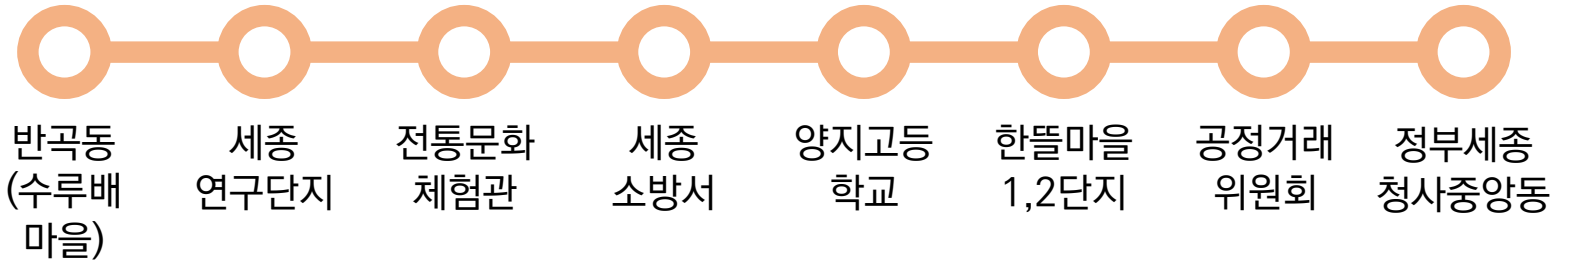 반곡동
(수루배
마을)
세종
연구단지
전통문화
체험관
세종
소방서
양지고등
학교
한뜰마을
1,2단지
공정거래
위원회
정부세종
청사중앙동